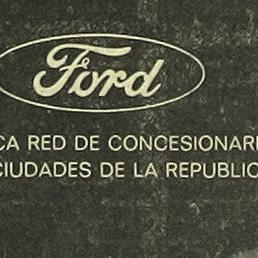 Ford
CA RED DE CONCESIONARI
CIUDADES DE LA REPUBLIC